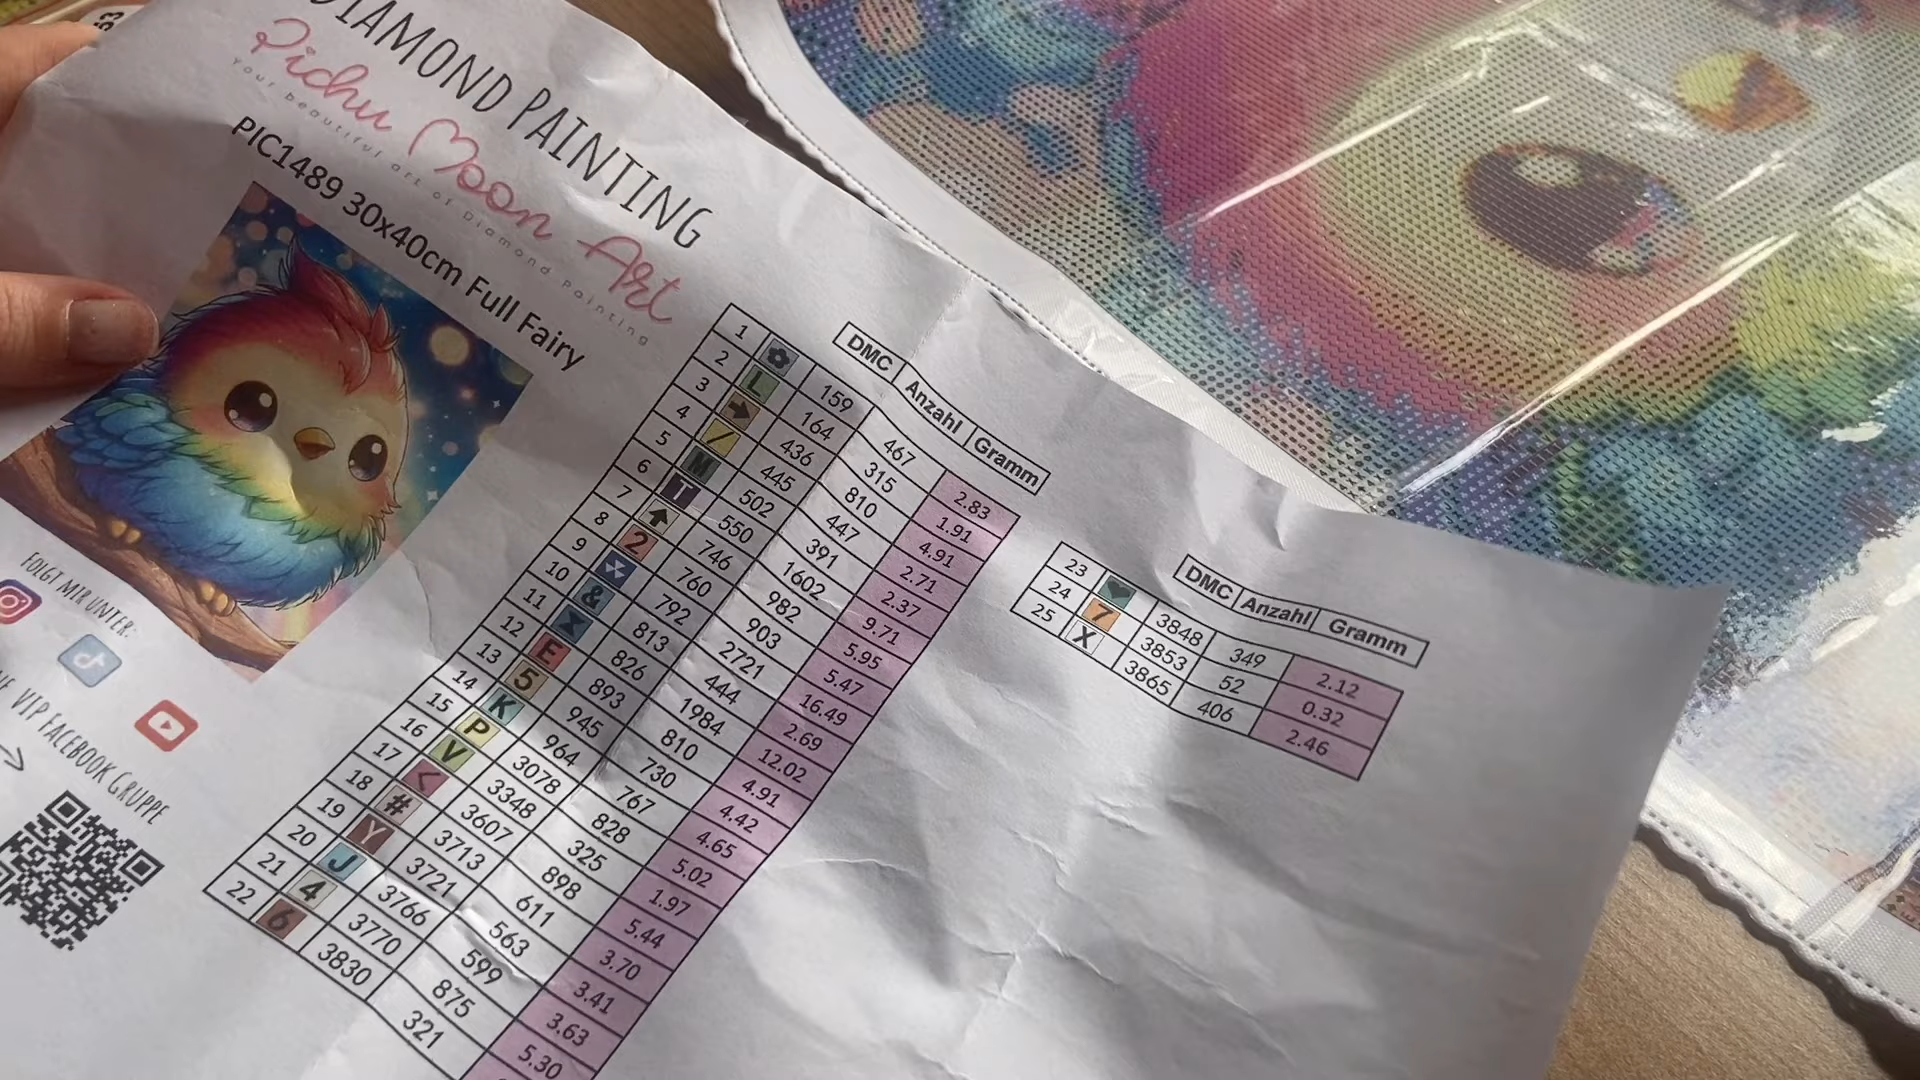 DIAMOND PAINTING
Pichu Moon Art
Your beautiful art of Diamond Painting
PIC1489 30x40cm Full Fairy
FOLGT MIR UNTER:
VIP FACEBOOK GRUPPE
DMC Anzahl Gramm
1 159 467 2.83
2 L 164 315 1.91
3 436 810 4.91
4 / 445 447 2.71
5 M 502 391 2.37
6 T 550 1602 9.71
7 746 982 5.95
8 2 760 903 5.47
9 792 2721 16.49
10 & 813 444 2.69
11 826 1984 12.02
12 E 893 810 4.91
13 5 945 730 4.42
14 K 964 767 4.65
15 P 3078 828 5.02
16 V 3348 325 1.97
17 < 3607 898 5.44
18 # 3713 611 3.70
19 Y 3721 563 3.41
20 J 3766 599 3.63
21 4 3770 875 5.30
22 6 3830 321
DMC Anzahl Gramm
23 ❤ 3848 349 2.12
24 7 3853 52 0.32
25 X 3865 406 2.46